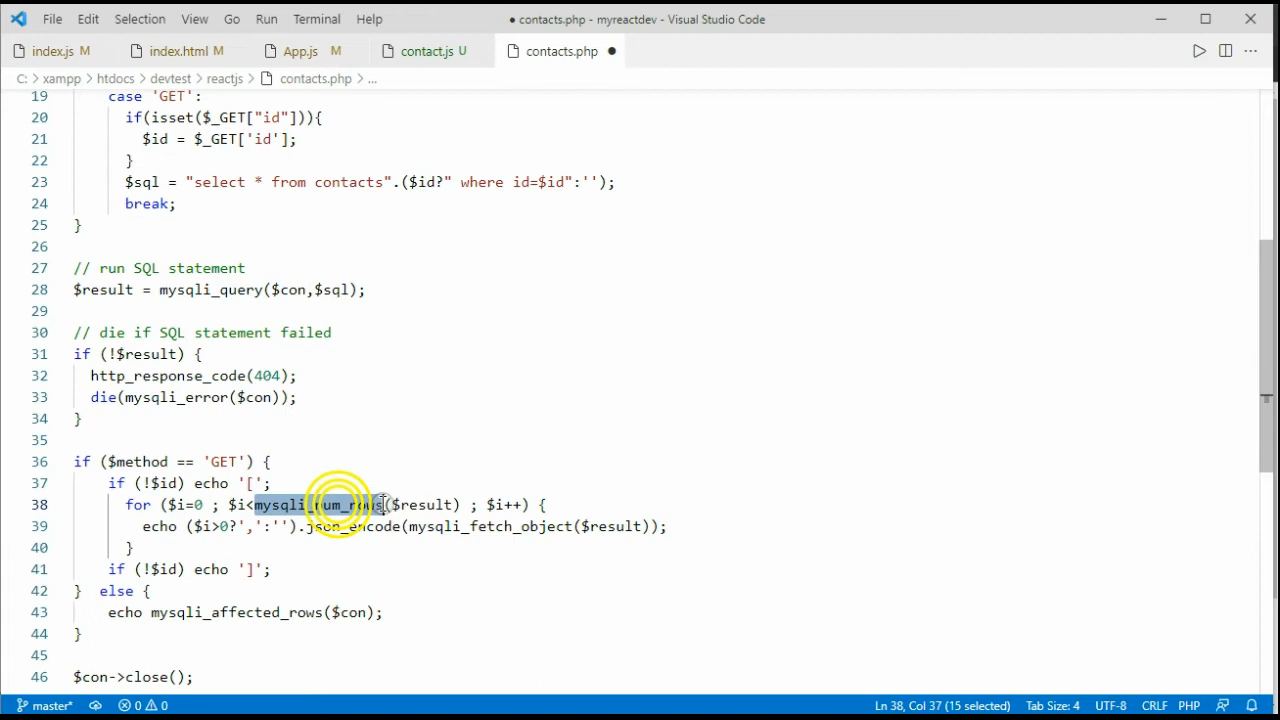 File Edit Selection View Go Run Terminal Help
● contacts.php - myreactdev - Visual Studio Code
index.js M index.html M App.js M contact.js U contacts.php ●
C: > xampp > htdocs > devtest > reactjs > contacts.php > ...
19 case 'GET':
20 if(isset($_GET["id"])){
21 $id = $_GET['id'];
22 }
23 $sql = "select * from contacts".($id?" where id=$id":'');
24 break;
25 }
26
27 // run SQL statement
28 $result = mysqli_query($con,$sql);
29
30 // die if SQL statement failed
31 if (!$result) {
32 http_response_code(404);
33 die(mysqli_error($con));
34 }
35
36 if ($method == 'GET') {
37 if (!$id) echo '[';
38 for ($i=0 ; $i<mysqli_num_rows($result) ; $i++) {
39 echo ($i>0?',':'').json_encode(mysqli_fetch_object($result));
40 }
41 if (!$id) echo ']';
42 } else {
43 echo mysqli_affected_rows($con);
44 }
45
46 $con->close();
master* 0 0 Ln 38, Col 37 (15 selected) Tab Size: 4 UTF-8 CRLF PHP